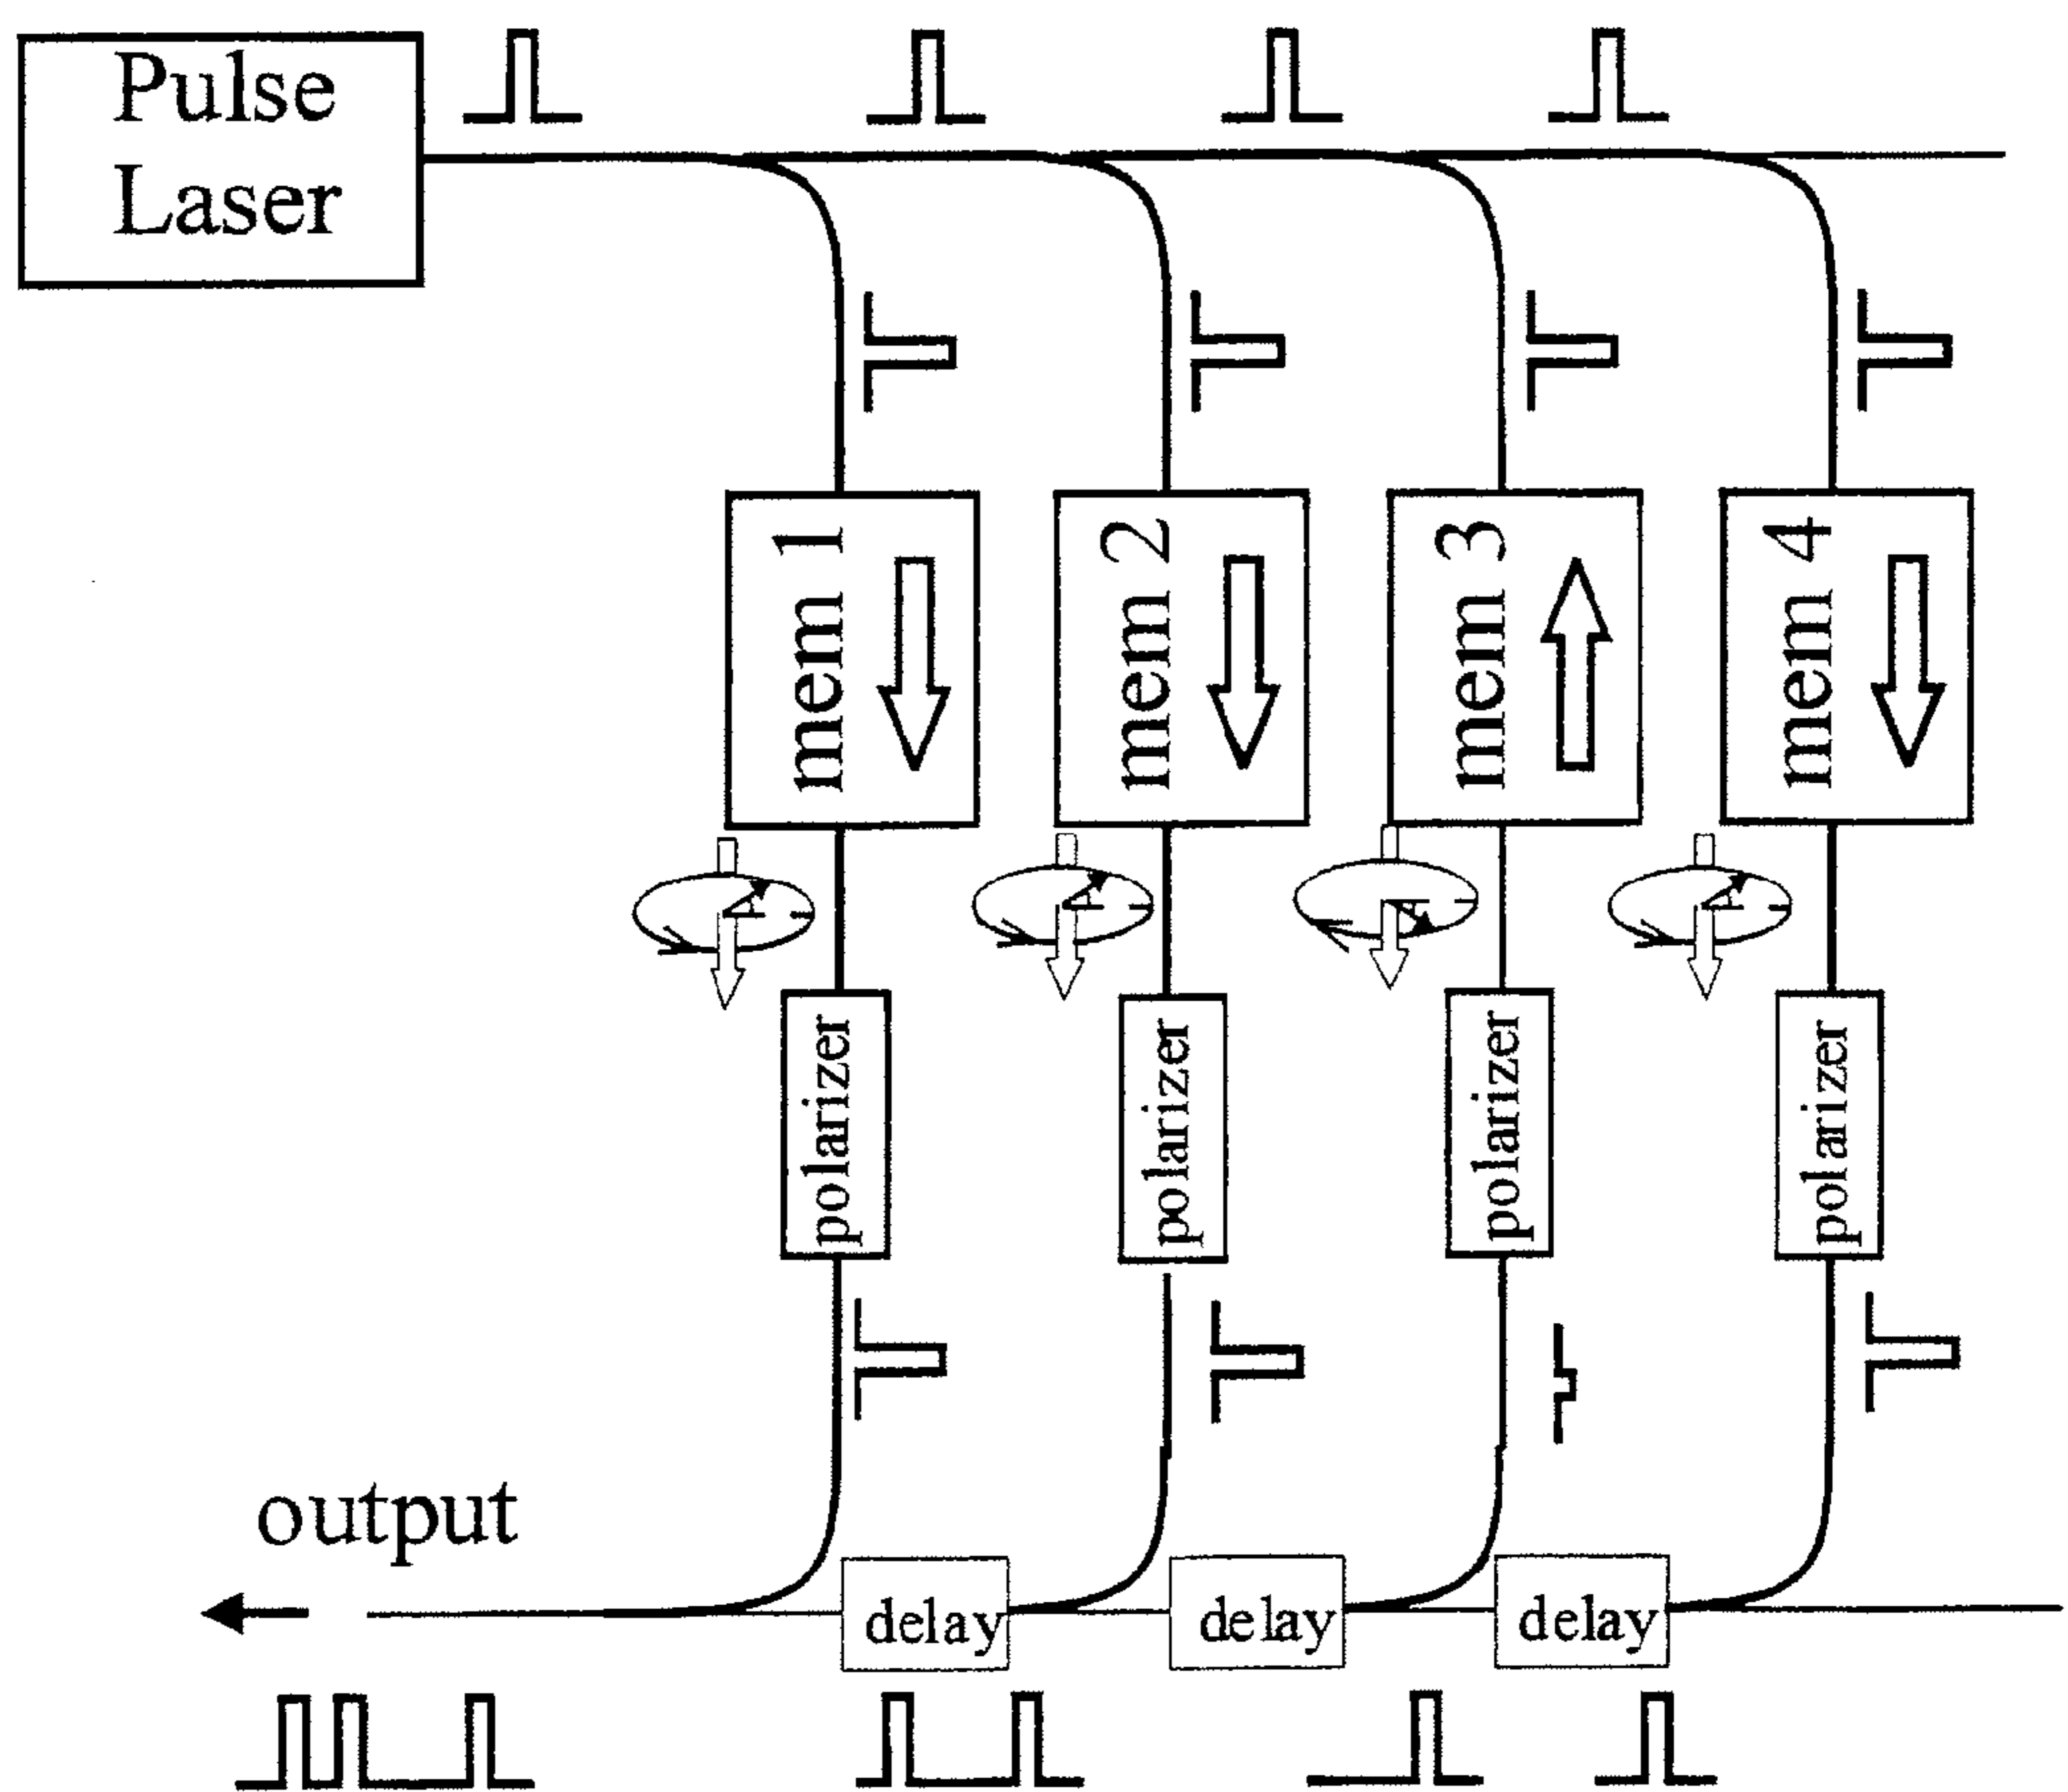 Pulse
Laser
mem 1
mem 2
mem 3
mem 4
polarizer
polarizer
polarizer
polarizer
output
delay
delay
delay